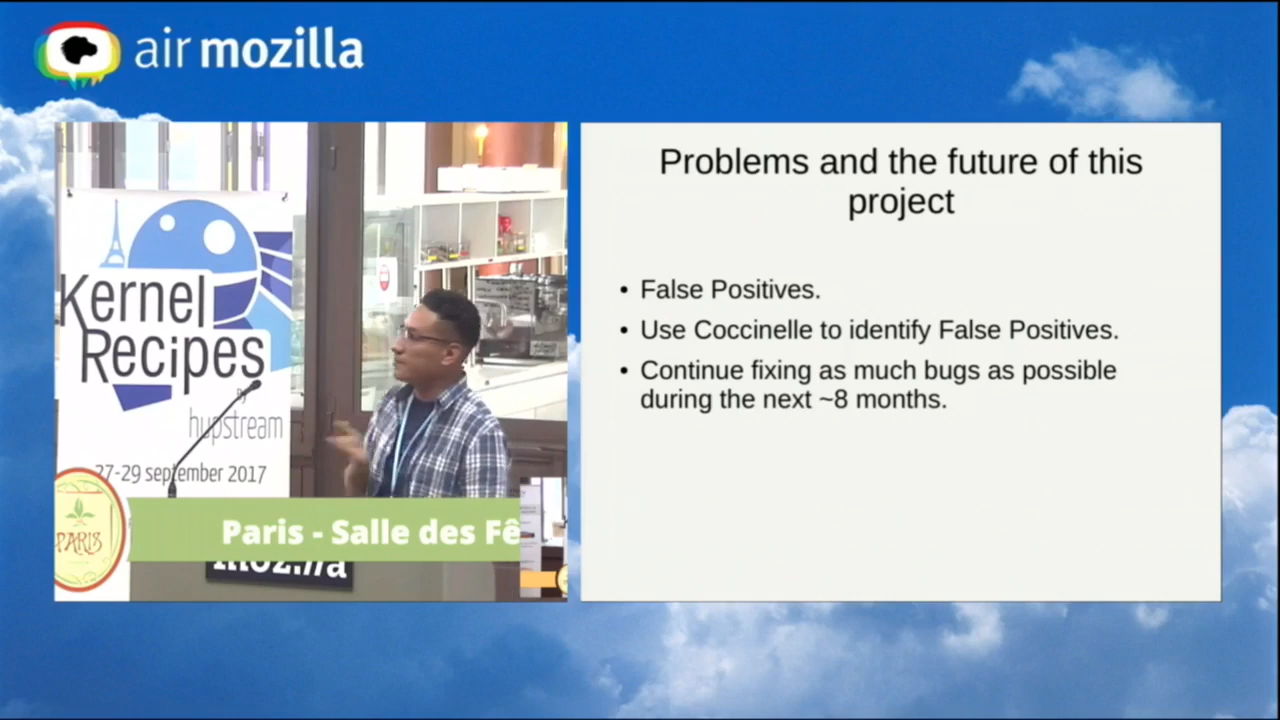 air mozilla
Kernel
Recipes
by
hupstream
27-29 september 2017
PARIS
Paris - Salle des Fê
moz://a
Problems and the future of this
project
• False Positives.
• Use Coccinelle to identify False Positives.
• Continue fixing as much bugs as possible
during the next ~8 months.